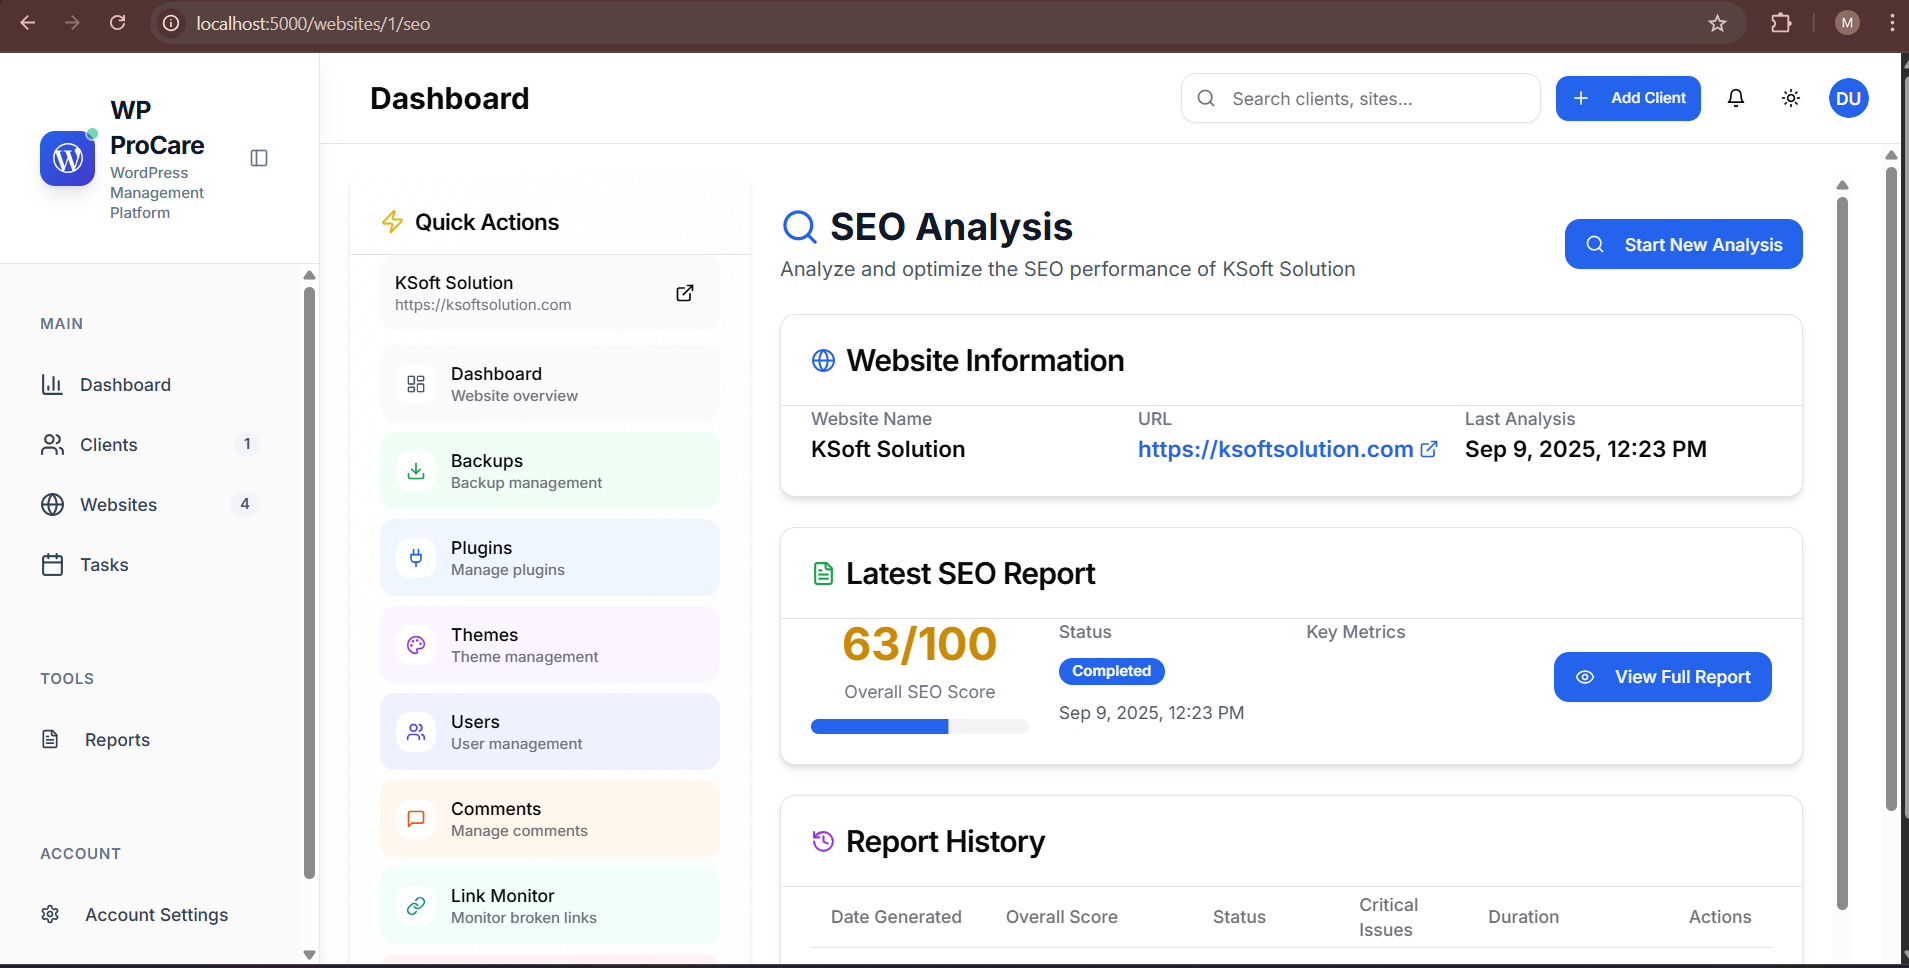 localhost:5000/websites/1/seo
M
WP
ProCare
WordPress
Management
Platform
Dashboard
Search clients, sites...
Add Client
DU
MAIN
Dashboard
Clients
1
Websites
4
Tasks
TOOLS
Reports
ACCOUNT
Account Settings
Quick Actions
KSoft Solution
https://ksoftsolution.com
Dashboard
Website overview
Backups
Backup management
Plugins
Manage plugins
Themes
Theme management
Users
User management
Comments
Manage comments
Link Monitor
Monitor broken links
SEO Analysis
Analyze and optimize the SEO performance of KSoft Solution
Start New Analysis
Website Information
Website Name
KSoft Solution
URL
https://ksoftsolution.com
Last Analysis
Sep 9, 2025, 12:23 PM
Latest SEO Report
63/100
Overall SEO Score
Status
Completed
Sep 9, 2025, 12:23 PM
Key Metrics
View Full Report
Report History
Date Generated
Overall Score
Status
Critical
Issues
Duration
Actions